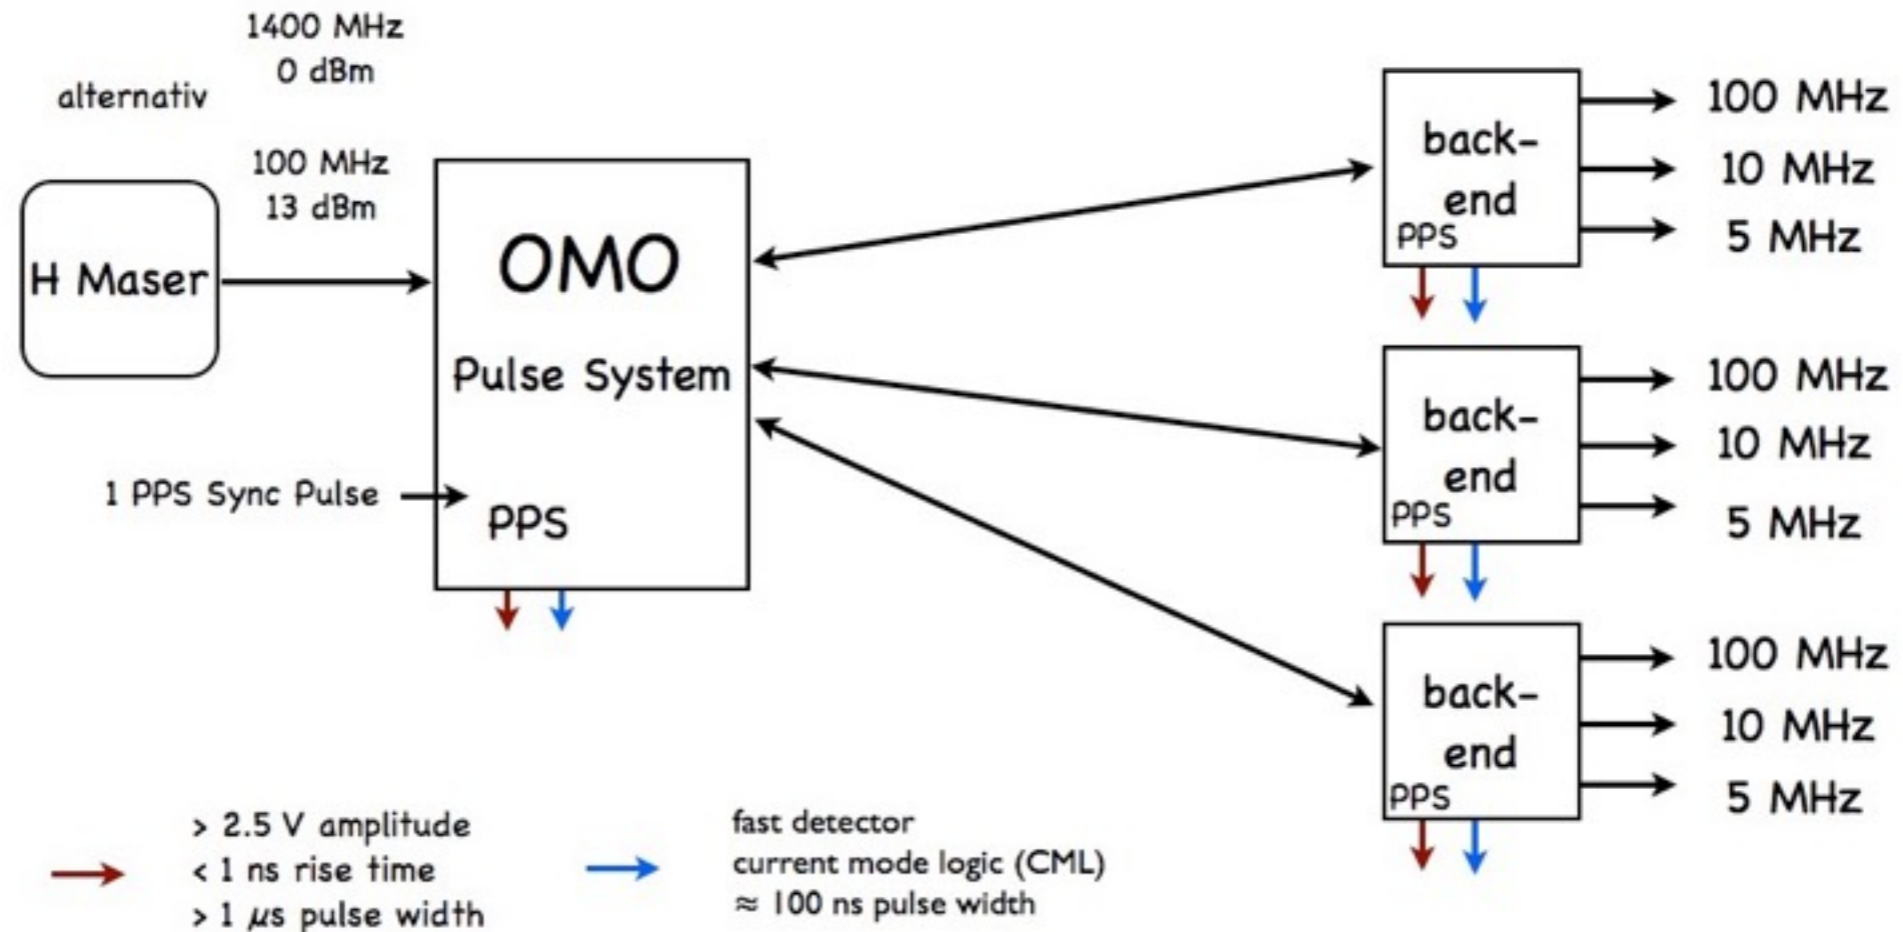 1400 MHz
0 dBm
alternativ
100 MHz
13 dBm
H Maser
OMO
Pulse System
1 PPS Sync Pulse
PPS
back-
end
PPS
100 MHz
10 MHz
5 MHz
back-
end
PPS
100 MHz
10 MHz
5 MHz
back-
end
PPS
100 MHz
10 MHz
5 MHz
> 2.5 V amplitude
< 1 ns rise time
> 1 μs pulse width
fast detector
current mode logic (CML)
≈ 100 ns pulse width